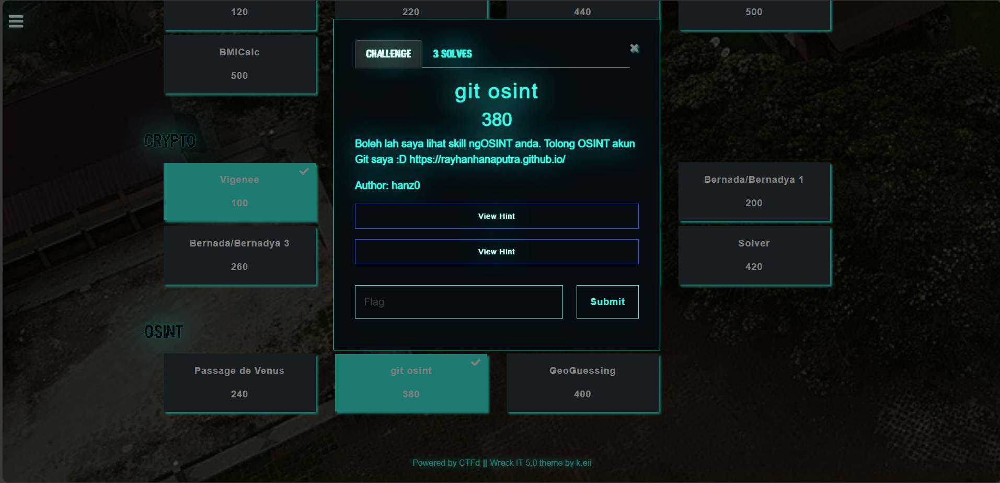 120
220
440
500
BMICalc
500
CHALLENGE
3 SOLVES
git osint
380
Boleh lah saya lihat skill ngOSINT anda. Tolong OSINT akun
Git saya :D https://rayhanhanaputra.github.io/
Author: hanz0
View Hint
View Hint
Flag
Submit
CRYPTO
Vigenee
100
Bernada/Bernadya 1
200
Bernada/Bernadya 3
260
Solver
420
OSINT
Passage de Venus
240
git osint
380
GeoGuessing
400
Powered by CTFd || Wreck IT 5.0 theme by k.eii